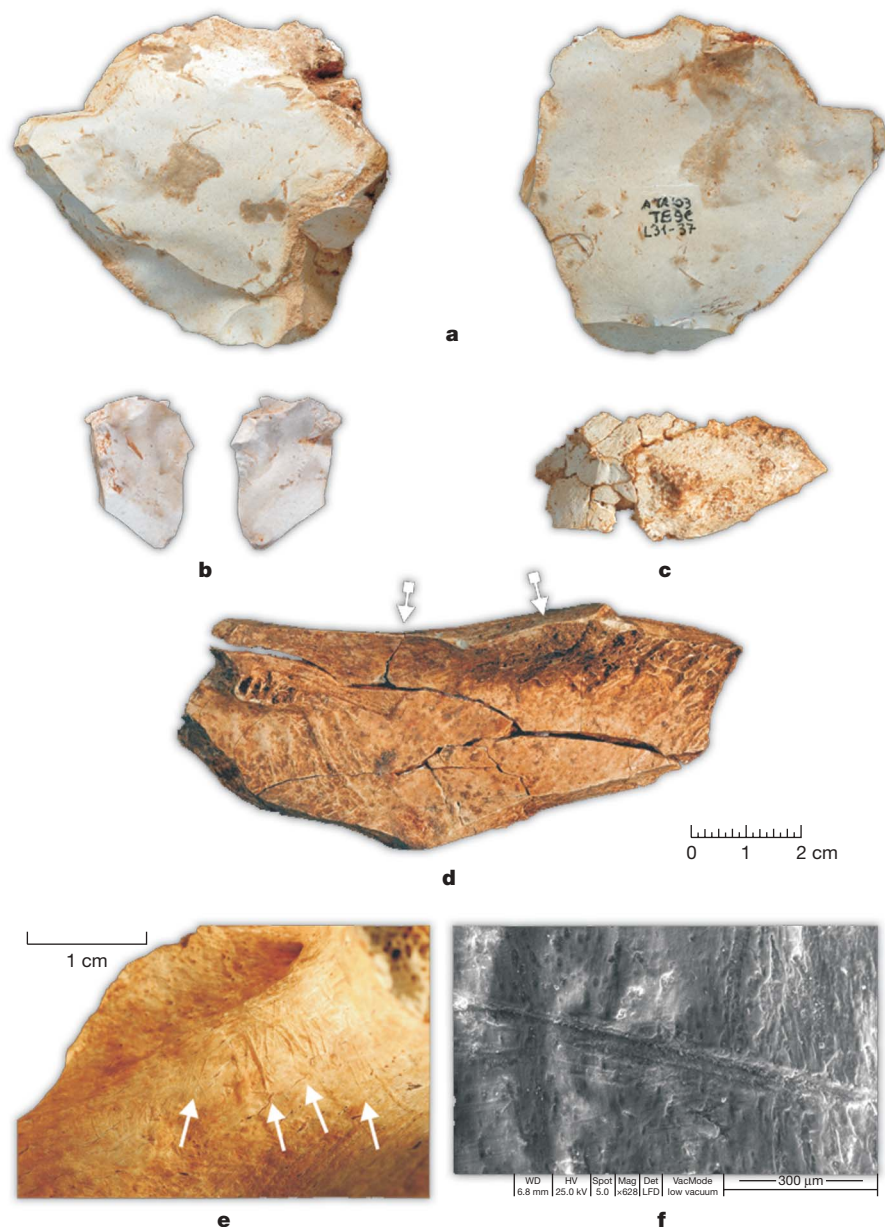 ATA'03
TE9C
L31-37
a
b
c
0 1 2 cm
d
1 cm
e
WD HV Spot Mag Det VacMode
6.8 mm 25.0 kV 5.0 ×628 LFD low vacuum
300 µm
f